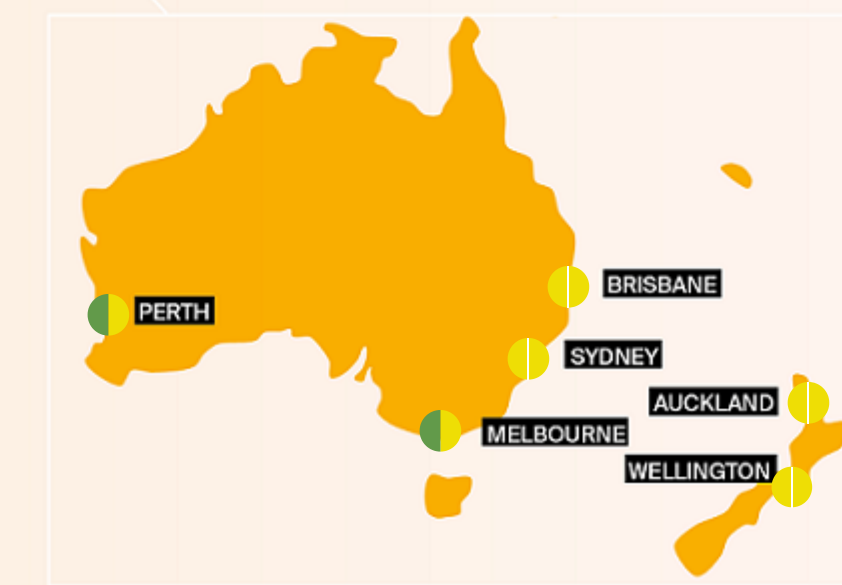 BRISBANE
PERTH
SYDNEY
AUCKLAND
MELBOURNE
WELLINGTON